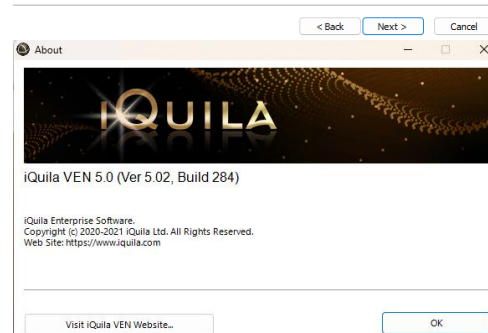 < Back Next > Cancel
About
iQUILA
iQuila VEN 5.0 (Ver 5.02, Build 284)
iQuila Enterprise Software.
Copyright (c) 2020-2021 iQuila Ltd. All Rights Reserved.
Web Site: https://www.iquila.com
Visit iQuila VEN Website...
OK